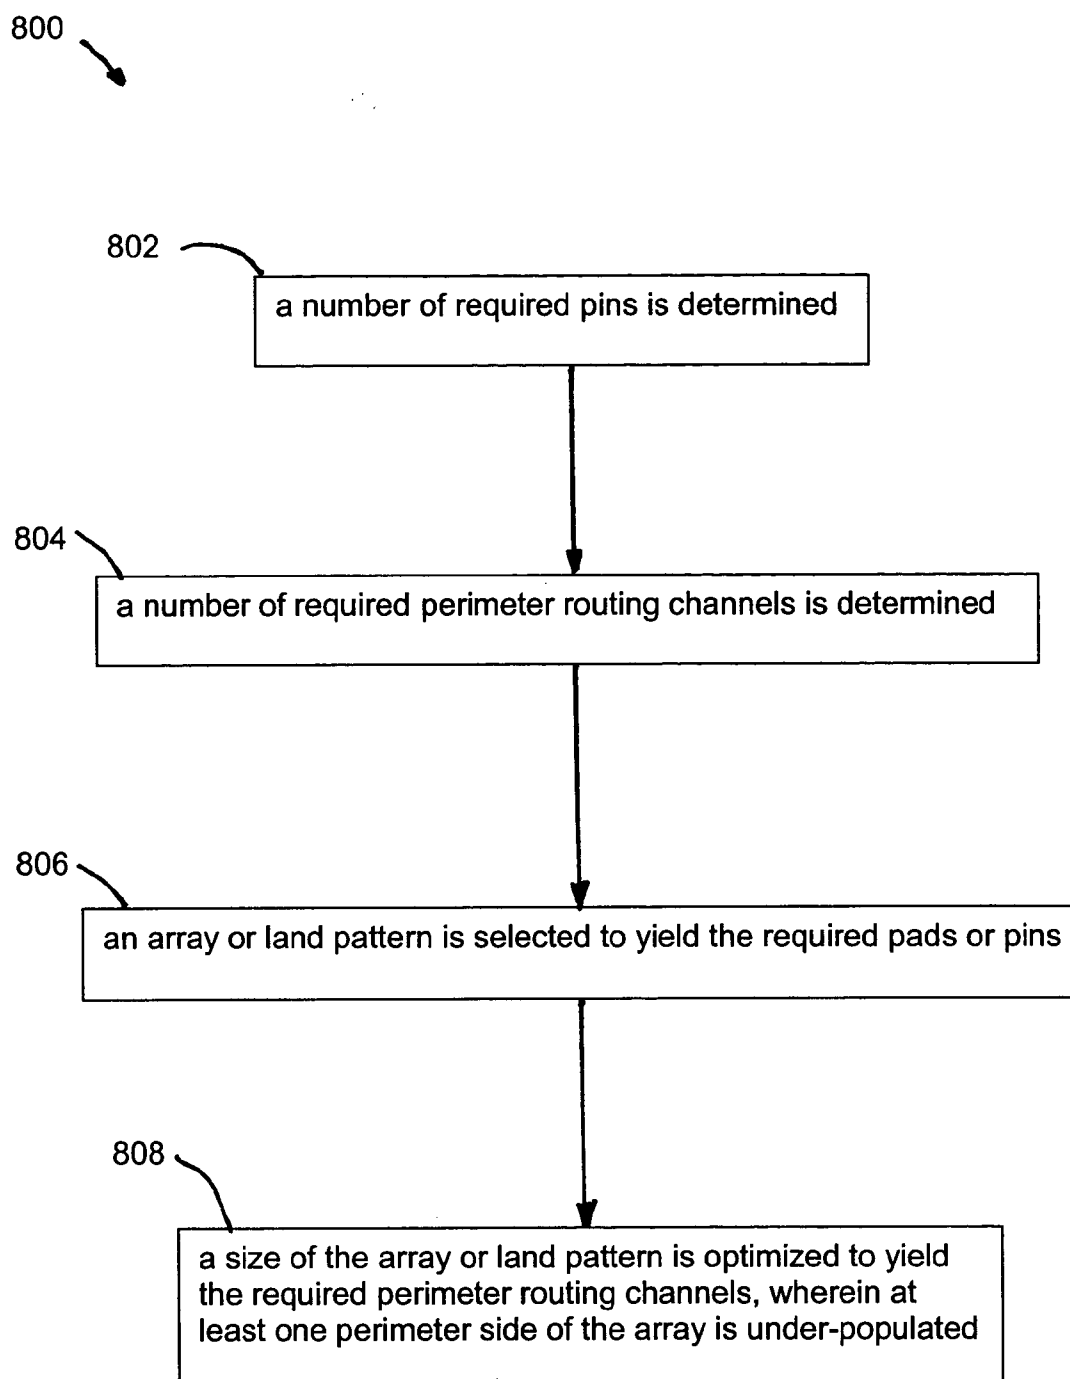 800
802
a number of required pins is determined
804
a number of required perimeter routing channels is determined
806
an array or land pattern is selected to yield the required pads or pins
808
a size of the array or land pattern is optimized to yield
the required perimeter routing channels, wherein at
least one perimeter side of the array is under-populated